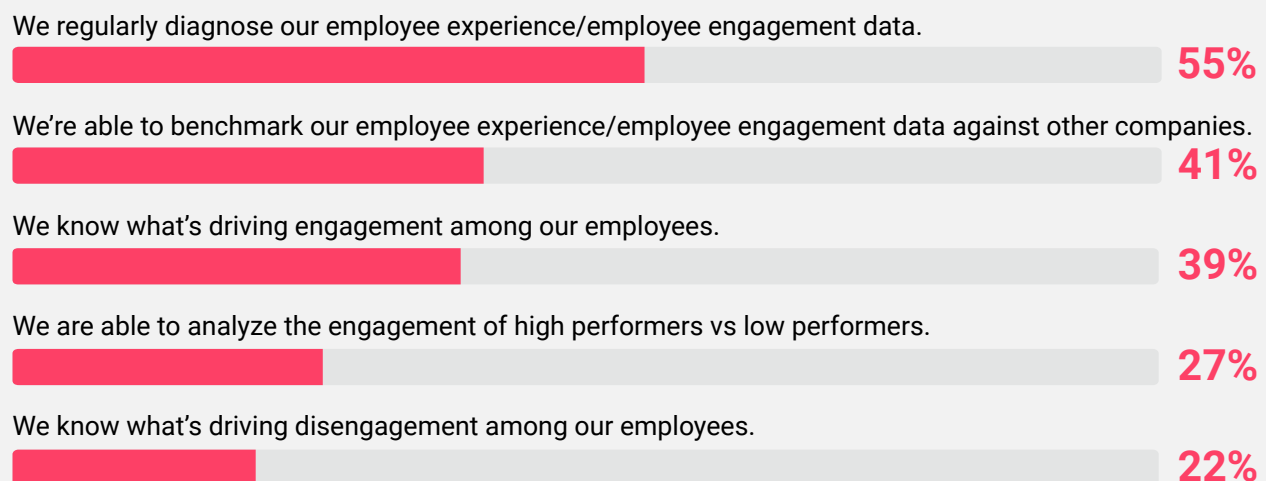 We regularly diagnose our employee experience/employee engagement data.
55%
We’re able to benchmark our employee experience/employee engagement data against other companies.
41%
We know what’s driving engagement among our employees.
39%
We are able to analyze the engagement of high performers vs low performers.
27%
We know what’s driving disengagement among our employees.
22%